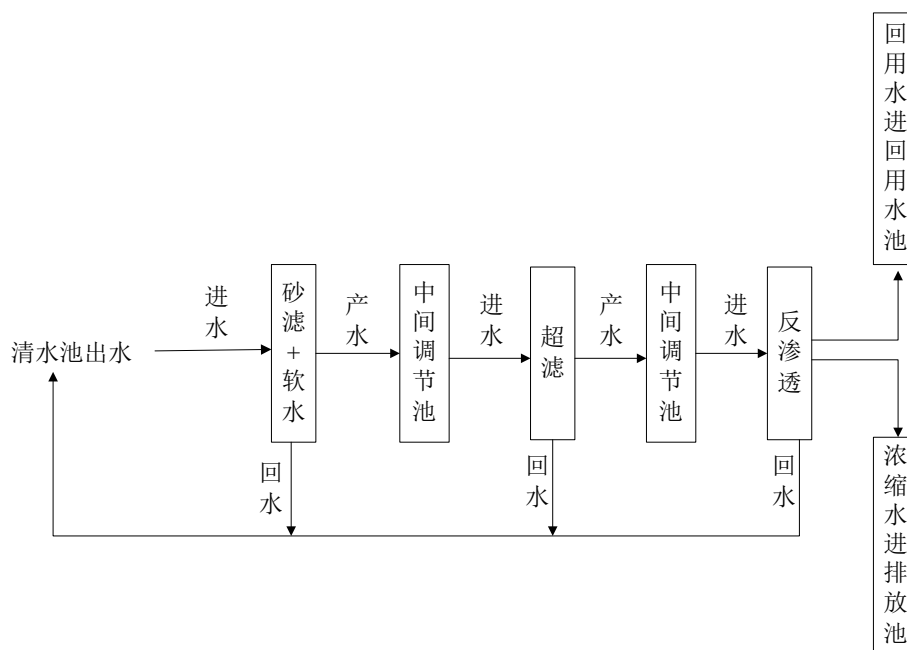 清水池出水
进水
砂滤+软水
产水
中间调节池
进水
超滤
产水
中间调节池
进水
反渗透
回用水进回用水池
浓缩水进排放池
回水
回水
回水